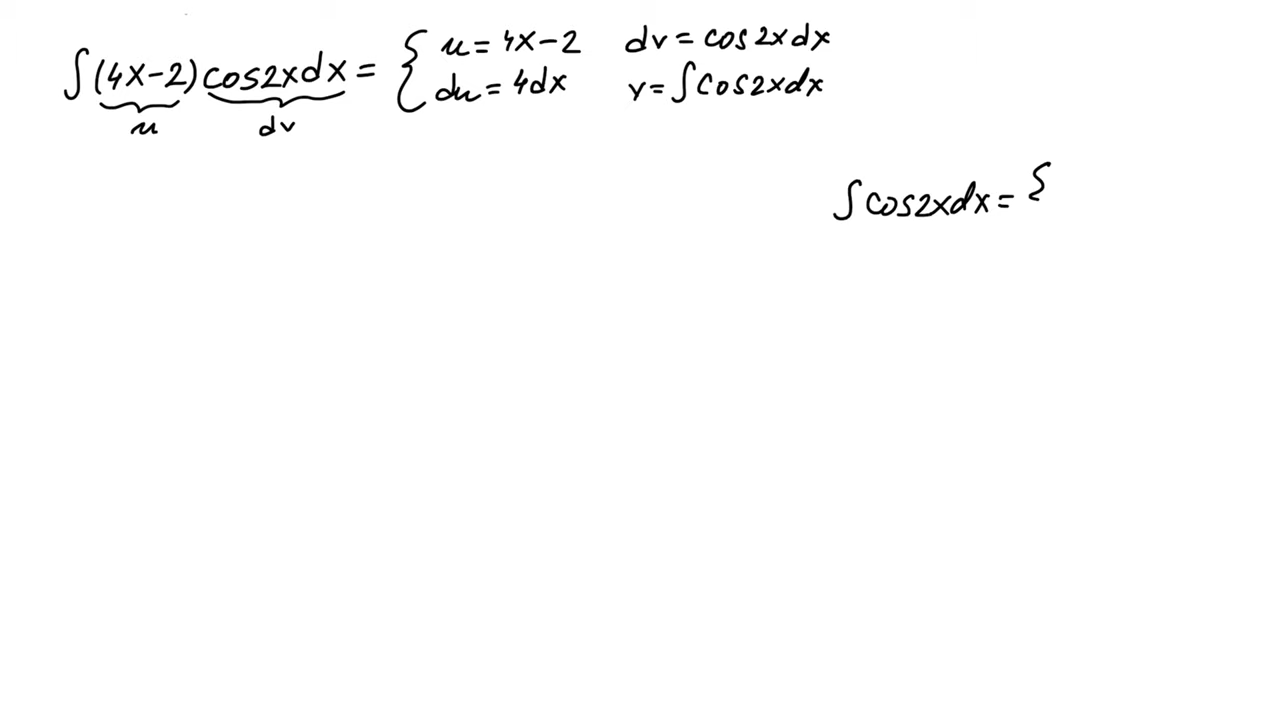 ∫(4x-2)cos2xdx = { u = 4x-2 dv = cos2xdx
du = 4dx v = ∫cos2xdx
u dv
∫cos2xdx = {